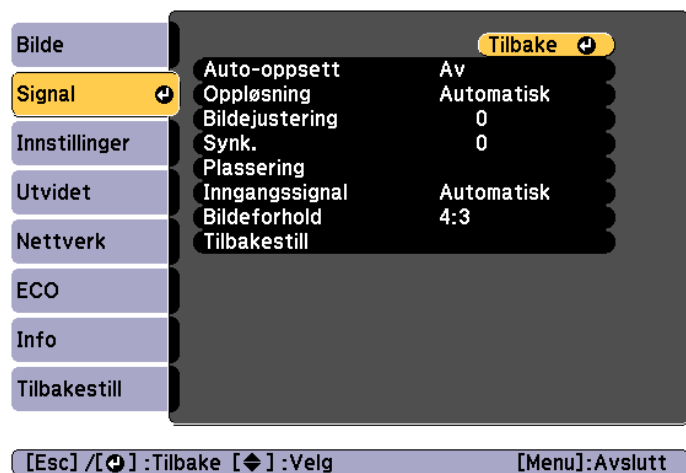 Bilde
Signal
Innstillinger
Utvidet
Nettverk
ECO
Info
Tilbakestill
Tilbake
Auto-oppsett Av
Oppløsning Automatisk
Bildejustering 0
Synk. 0
Plassering
Inngangssignal Automatisk
Bildeforhold 4:3
Tilbakestill
[Esc] /[⏎] :Tilbake [◆] :Velg [Menu]:Avslutt